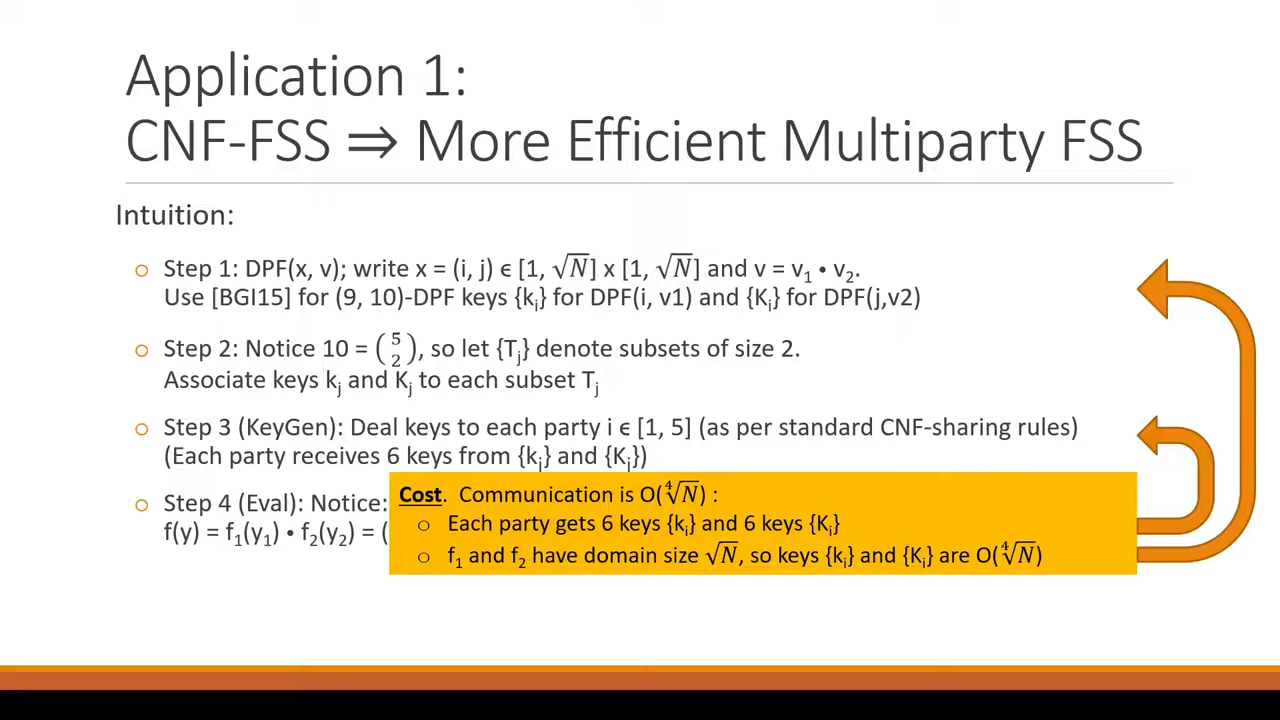 Application 1:
CNF-FSS ⇒ More Efficient Multiparty FSS
Intuition:
Step 1: DPF(x, v); write x = (i, j) ϵ [1, √N] x [1, √N] and v = v₁ • v₂.
Use [BGI15] for (9, 10)-DPF keys {kᵢ} for DPF(i, v1) and {Kᵢ} for DPF(j,v2)
Step 2: Notice 10 = (5 2), so let {Tⱼ} denote subsets of size 2.
Associate keys kⱼ and Kⱼ to each subset Tⱼ
Step 3 (KeyGen): Deal keys to each party i ϵ [1, 5] (as per standard CNF-sharing rules)
(Each party receives 6 keys from {kⱼ} and {Kⱼ})
Step 4 (Eval): Notice:
f(y) = f₁(y₁) • f₂(y₂) = (
Cost. Communication is O(∜N) :
Each party gets 6 keys {kᵢ} and 6 keys {Kᵢ}
f₁ and f₂ have domain size √N, so keys {kᵢ} and {Kᵢ} are O(∜N)